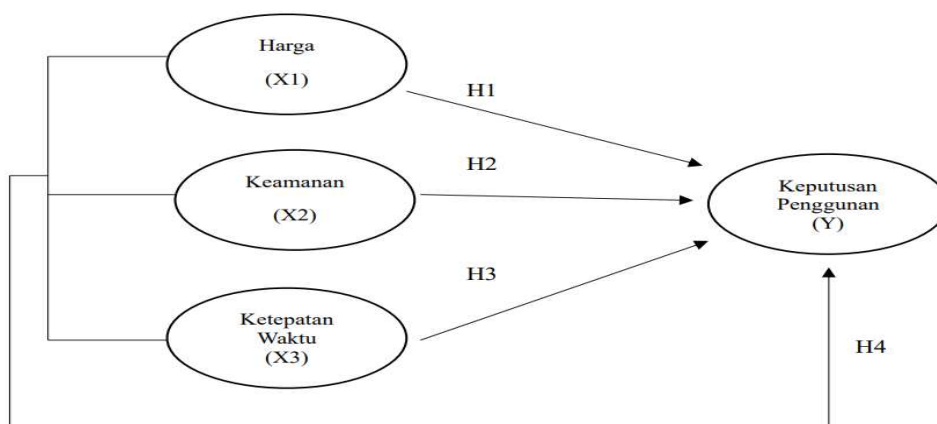 Harga
(X1)
H1
H2
Keamanan
(X2)
Keputusan
Penggunan
(Y)
H3
Ketepatan
Waktu
(X3)
H4